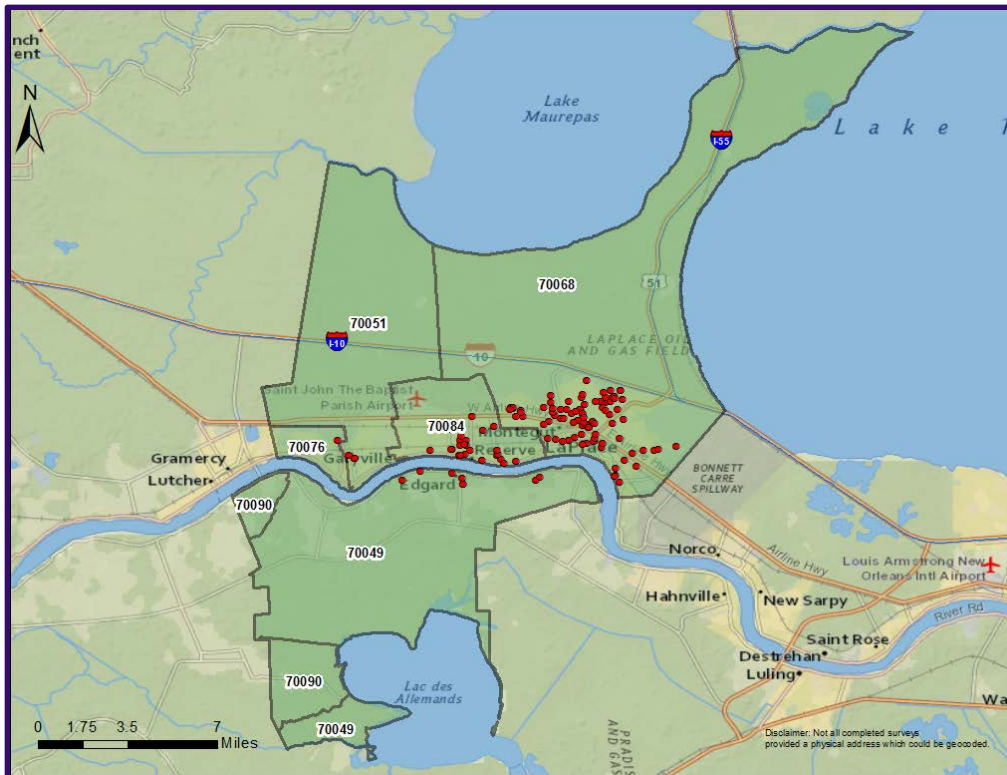 nch
ent
N
Lake
Maurepas
Lake
I-55
70068
51
70051
I-10
LAPLACE OIL
AND GAS FIELD
Saint John The Baptist
Parish Airport
70084
Montegut
Reserve
LaPlace
70076
Gramercy
Lutcher
Edgard
BONNETT
CARRE
SPILLWAY
70090
70049
Norco
Airline Hwy
Louis Armstrong New
Orleans Intl Airport
Hahnville
New Sarpy
River Rd
Saint Rose
Destrehan
Luling
70090
Lac des
Allemands
70049
0 1.75 3.5 7
Miles
Disclaimer: Not all completed surveys
provided a physical address which could be geocoded.